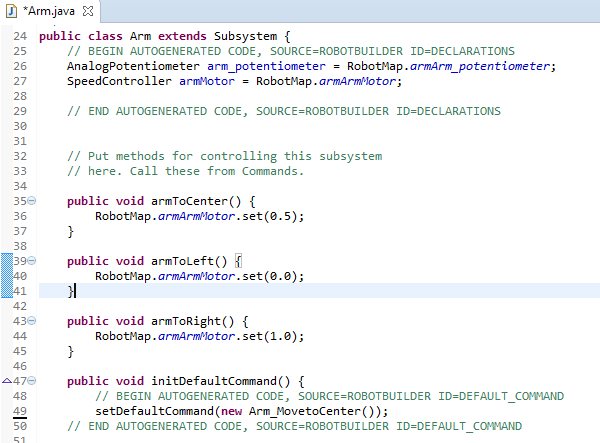 *Arm.java
24 public class Arm extends Subsystem {
25 // BEGIN AUTOGENERATED CODE, SOURCE=ROBOTBUILDER ID=DECLARATIONS
26 AnalogPotentiometer arm_potentiometer = RobotMap.armArm_potentiometer;
27 SpeedController armMotor = RobotMap.armArmMotor;
28
29 // END AUTOGENERATED CODE, SOURCE=ROBOTBUILDER ID=DECLARATIONS
30
31
32 // Put methods for controlling this subsystem
33 // here. Call these from Commands.
34
35 public void armToCenter() {
36 RobotMap.armArmMotor.set(0.5);
37 }
38
39 public void armToLeft() {
40 RobotMap.armArmMotor.set(0.0);
41 }
42
43 public void armToRight() {
44 RobotMap.armArmMotor.set(1.0);
45 }
46
47 public void initDefaultCommand() {
48 // BEGIN AUTOGENERATED CODE, SOURCE=ROBOTBUILDER ID=DEFAULT_COMMAND
49 setDefaultCommand(new Arm_MovetoCenter());
50 // END AUTOGENERATED CODE, SOURCE=ROBOTBUILDER ID=DEFAULT_COMMAND
51